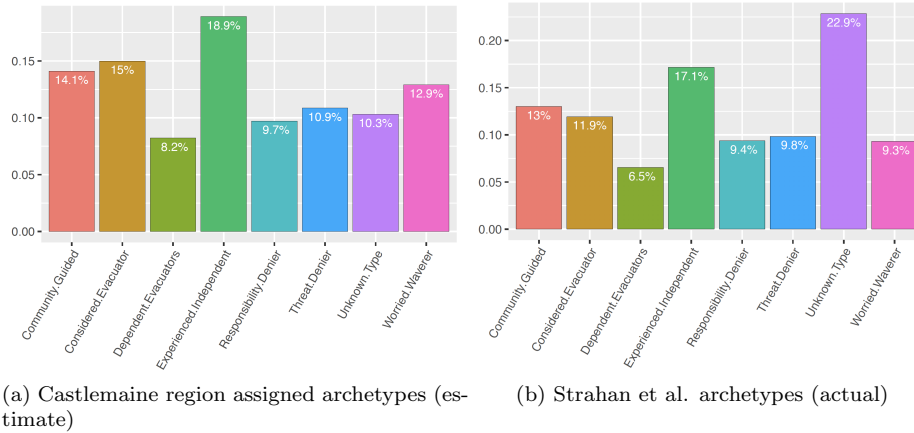 18.9%
0.15
14.1%
15%
12.9%
0.10
10.9%
10.3%
9.7%
8.2%
0.05
0.00
Community.Guided
Considered.Evacuator
Dependent.Evacuators
Experienced.Independent
Responsibility.Denier
Threat.Denier
Unknown.Type
Worried.Waverer
(a) Castlemaine region assigned archetypes (es-
timate)
22.9%
0.20
17.1%
0.15
13%
11.9%
0.10
9.4%
9.8%
9.3%
6.5%
0.05
0.00
Community.Guided
Considered.Evacuator
Dependent.Evacuators
Experienced.Independent
Responsibility.Denier
Threat.Denier
Unknown.Type
Worried.Waverer
(b) Strahan et al. archetypes (actual)